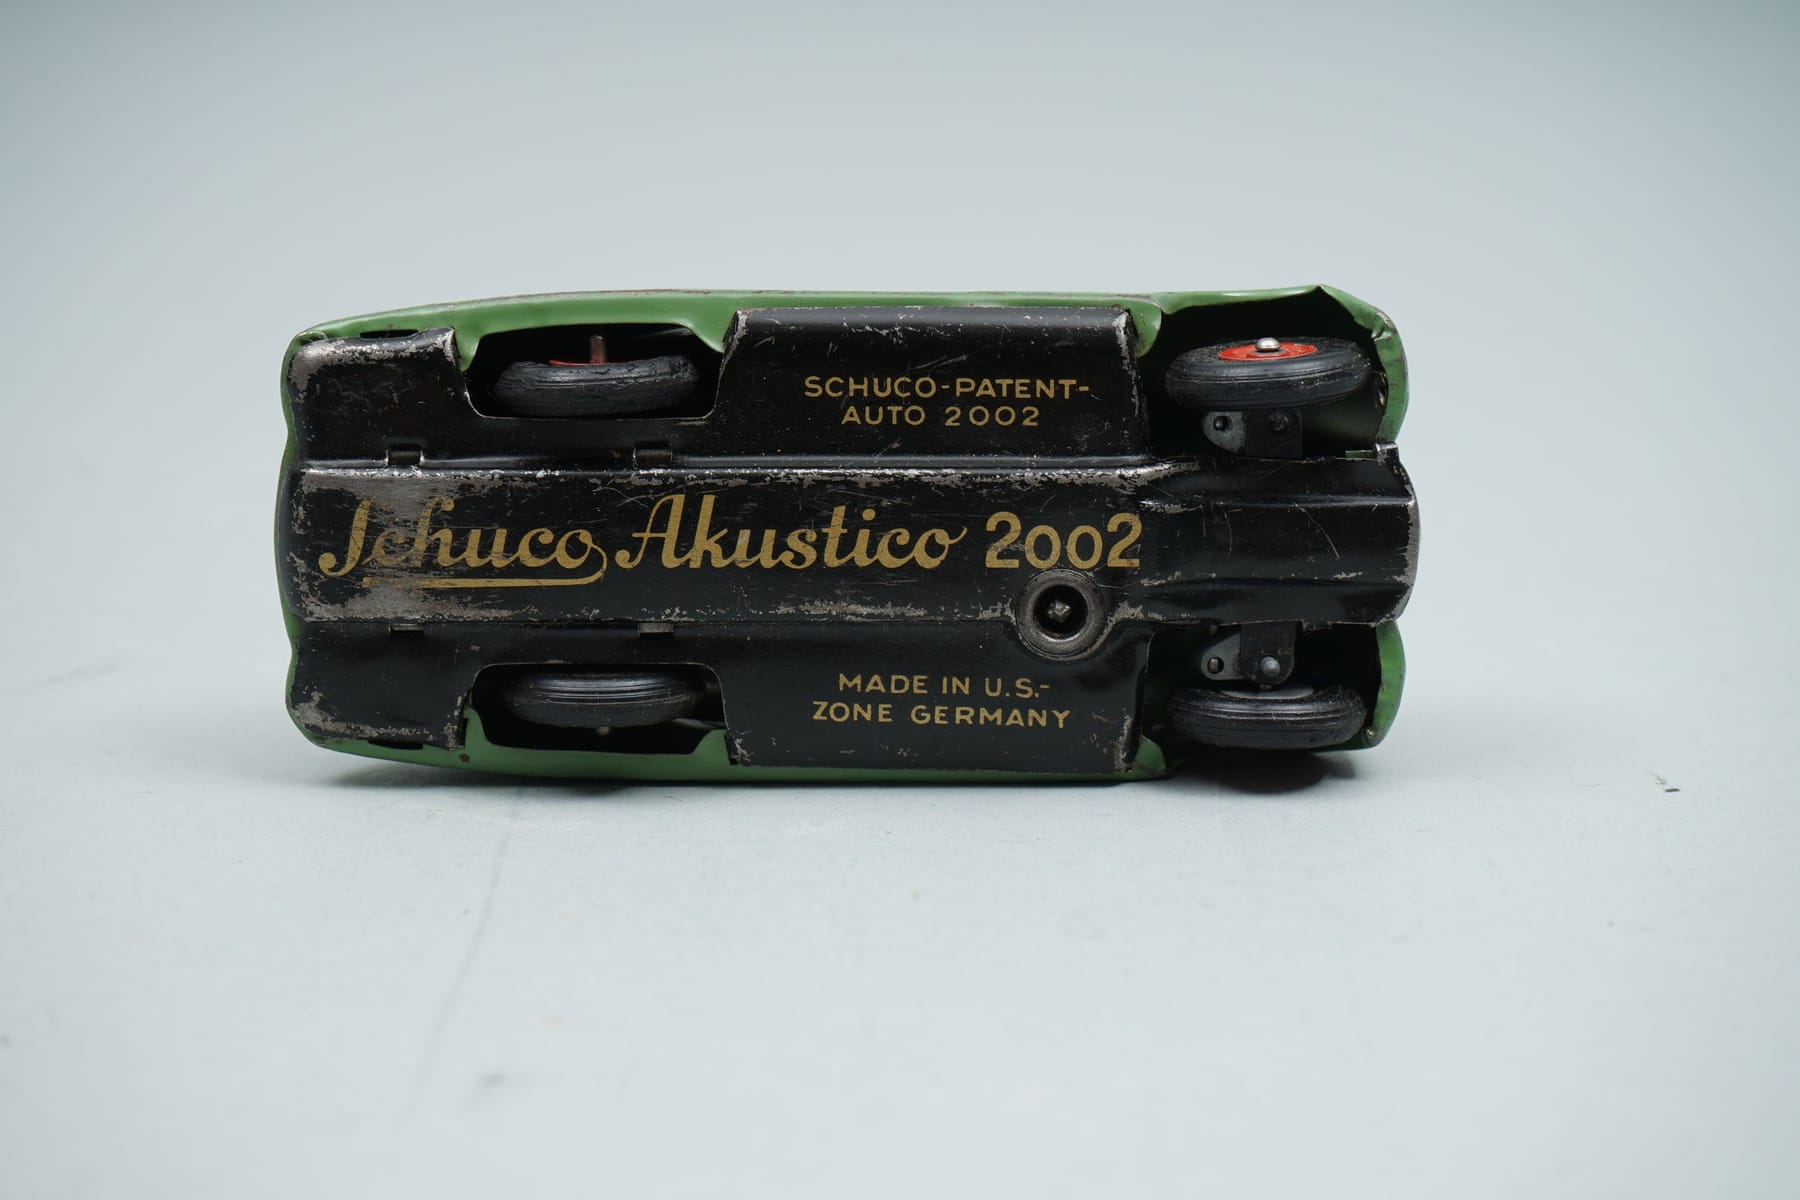 SCHUCO-PATENT-
AUTO 2002
Schuco Akustico 2002
MADE IN U.S.-
ZONE GERMANY